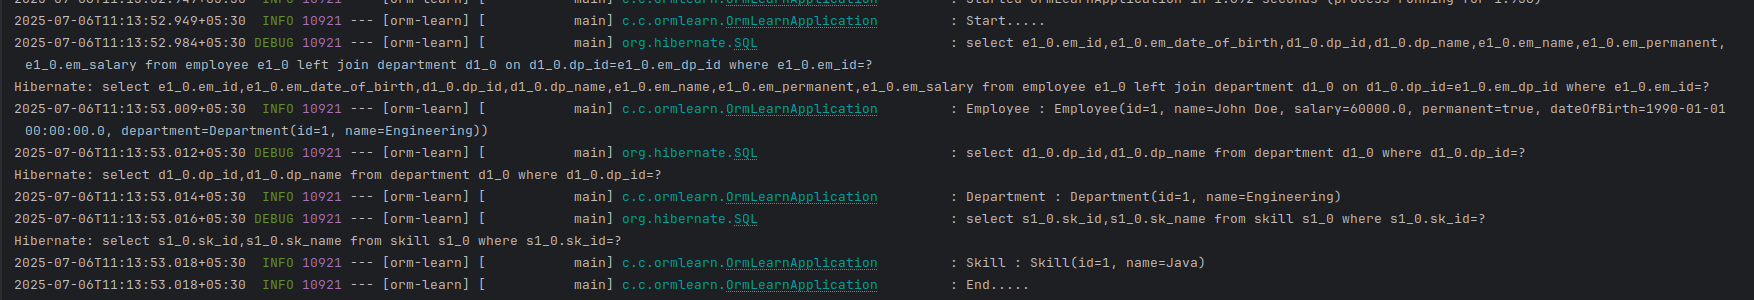 2025-07-06T11:13:52.949+05:30  INFO 10921 --- [orm-learn] [           main] c.c.ormlearn.OrmLearnApplication         : Start.....
2025-07-06T11:13:52.984+05:30 DEBUG 10921 --- [orm-learn] [           main] org.hibernate.SQL                        : select e1_0.em_id,e1_0.em_date_of_birth,d1_0.dp_id,d1_0.dp_name,e1_0.em_name,e1_0.em_permanent,
e1_0.em_salary from employee e1_0 left join department d1_0 on d1_0.dp_id=e1_0.em_dp_id where e1_0.em_id=?
Hibernate: select e1_0.em_id,e1_0.em_date_of_birth,d1_0.dp_id,d1_0.dp_name,e1_0.em_name,e1_0.em_permanent,e1_0.em_salary from employee e1_0 left join department d1_0 on d1_0.dp_id=e1_0.em_dp_id where e1_0.em_id=?
2025-07-06T11:13:53.009+05:30  INFO 10921 --- [orm-learn] [           main] c.c.ormlearn.OrmLearnApplication         : Employee : Employee(id=1, name=John Doe, salary=60000.0, permanent=true, dateOfBirth=1990-01-01
00:00:00.0, department=Department(id=1, name=Engineering))
2025-07-06T11:13:53.012+05:30 DEBUG 10921 --- [orm-learn] [           main] org.hibernate.SQL                        : select d1_0.dp_id,d1_0.dp_name from department d1_0 where d1_0.dp_id=?
Hibernate: select d1_0.dp_id,d1_0.dp_name from department d1_0 where d1_0.dp_id=?
2025-07-06T11:13:53.014+05:30  INFO 10921 --- [orm-learn] [           main] c.c.ormlearn.OrmLearnApplication         : Department : Department(id=1, name=Engineering)
2025-07-06T11:13:53.016+05:30 DEBUG 10921 --- [orm-learn] [           main] org.hibernate.SQL                        : select s1_0.sk_id,s1_0.sk_name from skill s1_0 where s1_0.sk_id=?
Hibernate: select s1_0.sk_id,s1_0.sk_name from skill s1_0 where s1_0.sk_id=?
2025-07-06T11:13:53.018+05:30  INFO 10921 --- [orm-learn] [           main] c.c.ormlearn.OrmLearnApplication         : Skill : Skill(id=1, name=Java)
2025-07-06T11:13:53.018+05:30  INFO 10921 --- [orm-learn] [           main] c.c.ormlearn.OrmLearnApplication         : End.....